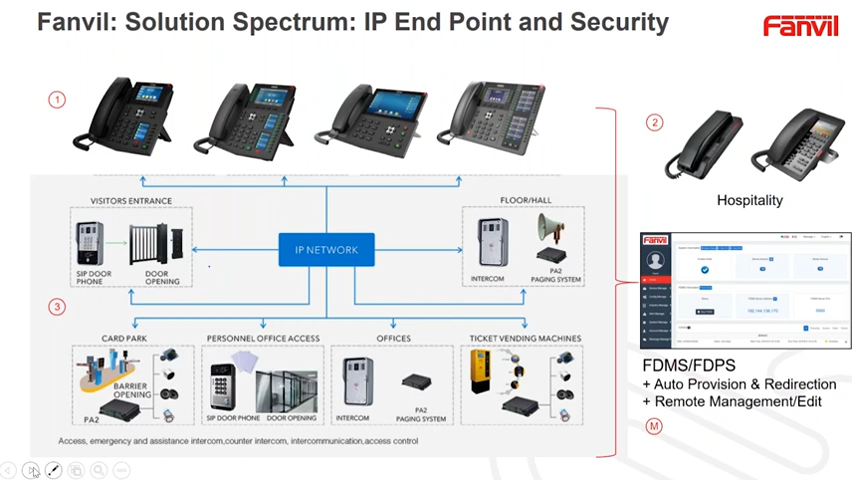 Fanvil: Solution Spectrum: IP End Point and Security
Fanvil
1
2
Hospitality
VISITORS ENTRANCE
SIP DOOR
PHONE
DOOR
OPENING
IP NETWORK
FLOOR/HALL
INTERCOM
PA2
PAGING SYSTEM
3
CARD PARK
BARRIER
OPENING
PA2
PERSONNEL OFFICE ACCESS
SIP DOOR PHONE
DOOR OPENING
OFFICES
INTERCOM
PA2
PAGING SYSTEM
TICKET VENDING MACHINES
PA2
Access, emergency and assistance intercom,counter intercom, intercommunication,access control
Fanvil
FDMS/FDPS
+ Auto Provision & Redirection
+ Remote Management/Edit
M